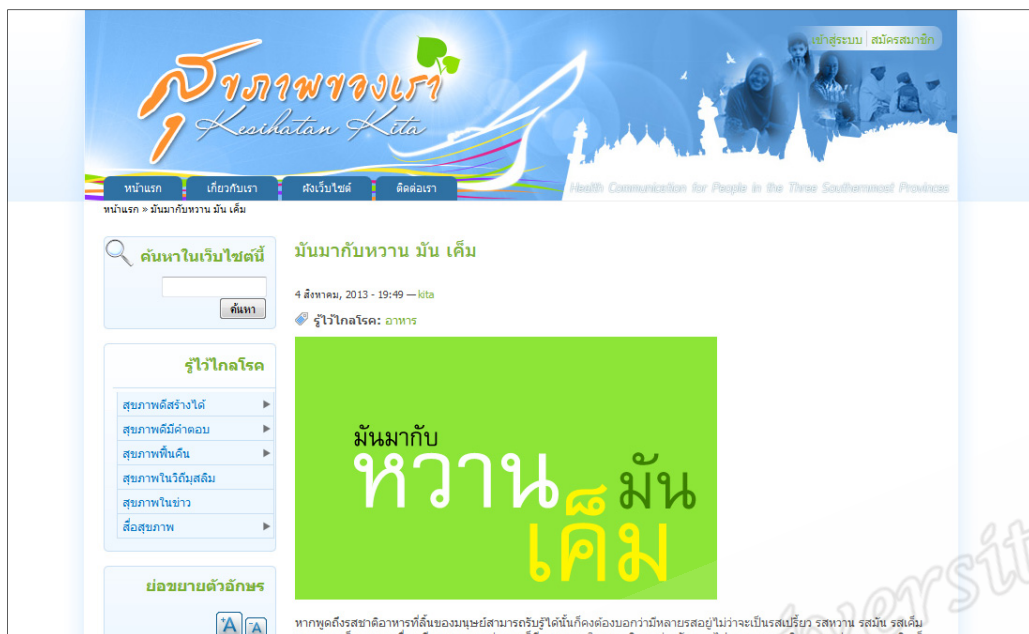 เข้าสู่ระบบ | สมัครสมาชิก
สุขภาพของเรา
Kesihatan Kita
หน้าแรก เกี่ยวกับเรา ผังเว็บไซต์ ติดต่อเรา
Health Communication for People in the Three Southernmost Provinces
หน้าแรก » มันมากับหวาน มัน เค็ม
ค้นหาในเว็บไซต์นี้
ค้นหา
รู้ไว้ไกลโรค
สุขภาพดีสร้างได้
สุขภาพดีมีคำตอบ
สุขภาพฟื้นคืน
สุขภาพในวิถีมุสลิม
สุขภาพในข่าว
สื่อสุขภาพ
ย่อขยายตัวอักษร
+A -A
มันมากับหวาน มัน เค็ม
4 สิงหาคม, 2013 - 19:49 — kita
รู้ไว้ไกลโรค: อาหาร
มันมากับ
หวาน มัน
เค็ม
หากพูดถึงรสชาติอาหารที่ลิ้นของมนุษย์สามารถรับรู้ได้นั้นก็คงต้องบอกว่ามีหลายรสอยู่ไม่ว่าจะเป็นรสเปรี้ยว รสหวาน รสมัน รสเค็ม